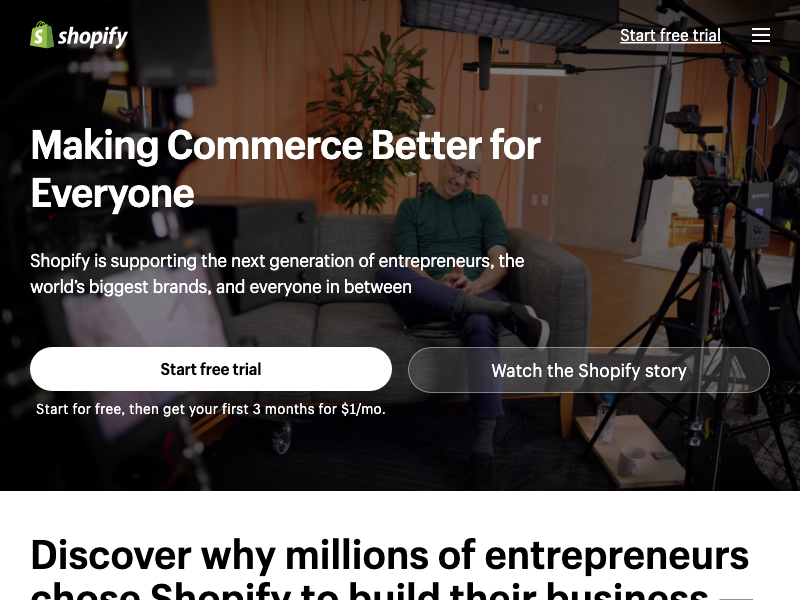 shopify
Start free trial
Making Commerce Better for
Everyone
Shopify is supporting the next generation of entrepreneurs, the
world's biggest brands, and everyone in between
Start free trial
Watch the Shopify story
Start for free, then get your first 3 months for $1/mo.
Discover why millions of entrepreneurs
chose Shopify to build their business —